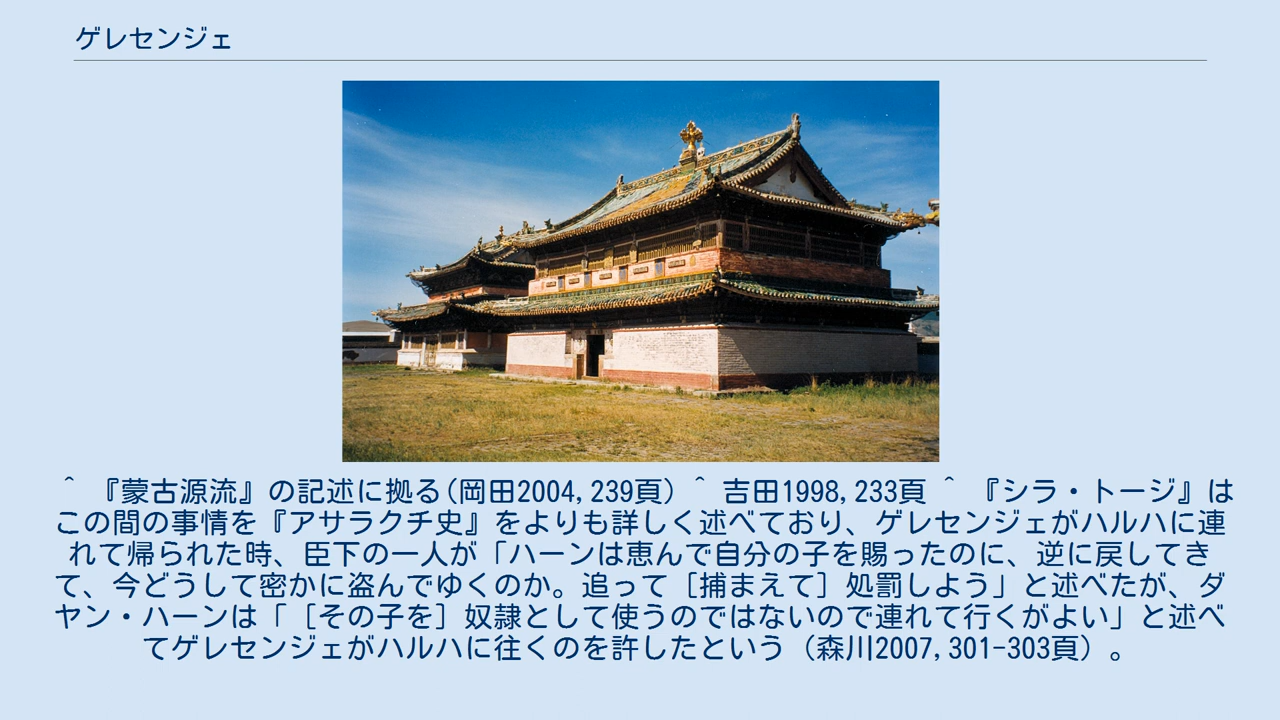 ゲレセンジェ
^ 『蒙古源流』の記述に拠る(岡田2004,239頁) ^ 吉田1998,233頁 ^ 『シラ・トージ』は
この間の事情を『アサラクチ史』をよりも詳しく述べており、ゲレセンジェがハルハに連
れて帰られた時、臣下の一人が「ハーンは恵んで自分の子を賜ったのに、逆に戻してき
て、今どうして密かに盗んでゆくのか。追って［捕まえて］処罰しよう」と述べたが、ダ
ヤン・ハーンは「［その子を］奴隷として使うのではないので連れて行くがよい」と述べ
てゲレセンジェがハルハに往くのを許したという（森川2007,301-303頁）。